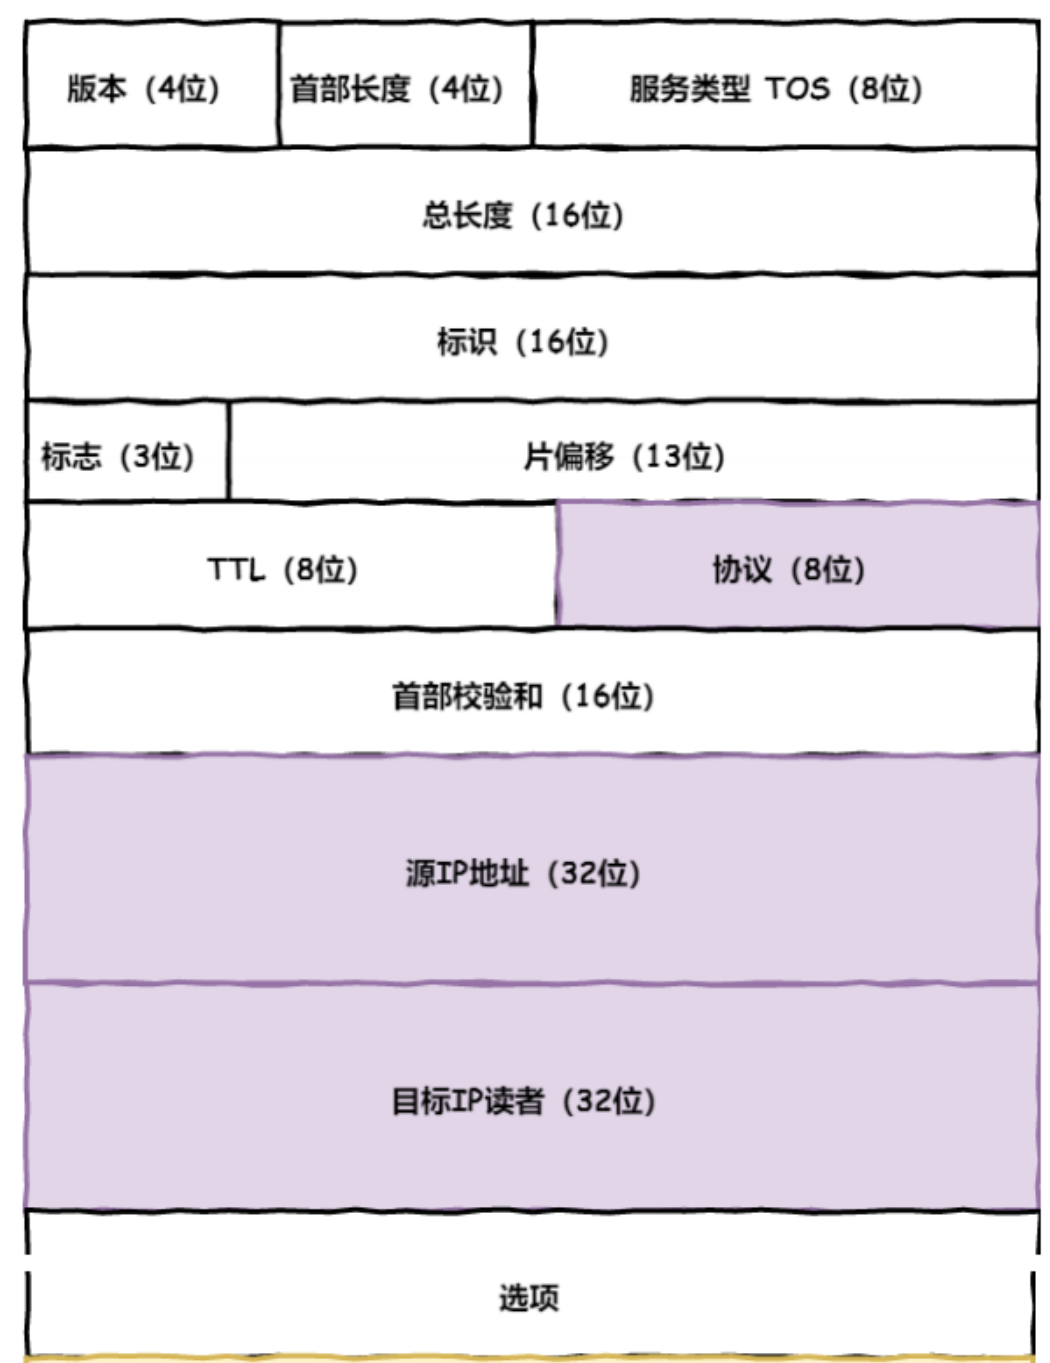 版本（4位）
首部长度（4位）
服务类型 TOS（8位）
总长度（16位）
标识（16位）
标志（3位）
片偏移（13位）
TTL（8位）
协议（8位）
首部校验和（16位）
源IP地址（32位）
目标IP读者（32位）
选项